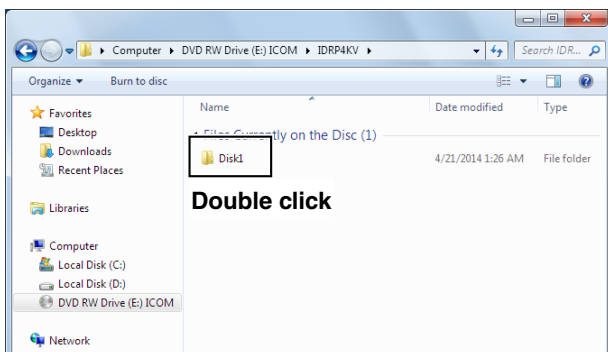 Computer ▸ DVD RW Drive (E:) ICOM ▸ IDRP4KV ▸
Search IDR...
Organize ▾ Burn to disc
Name Date modified Type
Favorites
Desktop
Downloads
Recent Places
Libraries
Computer
Local Disk (C:)
Local Disk (D:)
DVD RW Drive (E:) ICOM
Network
Files Currently on the Disc (1)
Disk1 4/21/2014 1:26 AM File folder
Double click